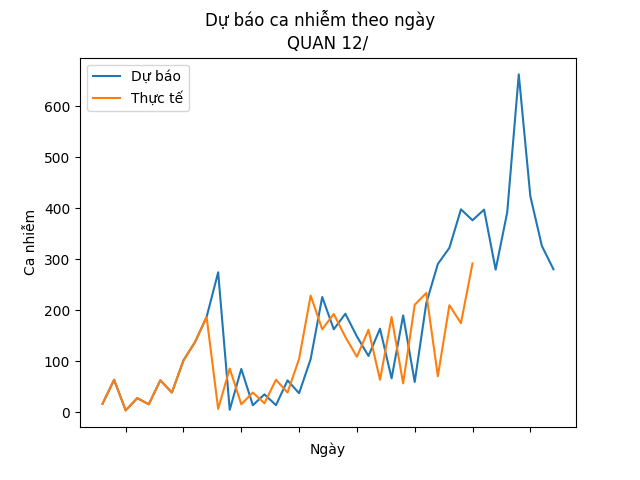 Dự báo ca nhiễm theo ngày
QUAN 12/
Dự báo
Thực tế
600
500
400
300
200
100
0
Ca nhiễm
Ngày